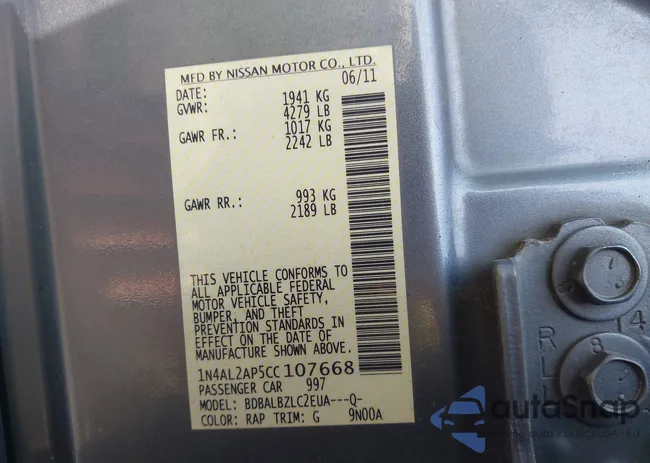 MFD BY NISSAN MOTOR CO., LTD.
DATE: 06/11
GVWR: 1941 KG
4279 LB
GAWR FR.: 1017 KG
2242 LB
GAWR RR.: 993 KG
2189 LB
THIS VEHICLE CONFORMS TO
ALL APPLICABLE FEDERAL
MOTOR VEHICLE SAFETY,
BUMPER, AND THEFT
PREVENTION STANDARDS IN
EFFECT ON THE DATE OF
MANUFACTURE SHOWN ABOVE.
1N4AL2AP5CC107668
PASSENGER CAR 997
MODEL: BDBALBZLC2EUA---Q-
COLOR: RAP TRIM: G 9N00A
R 14
L 8
autoSnap